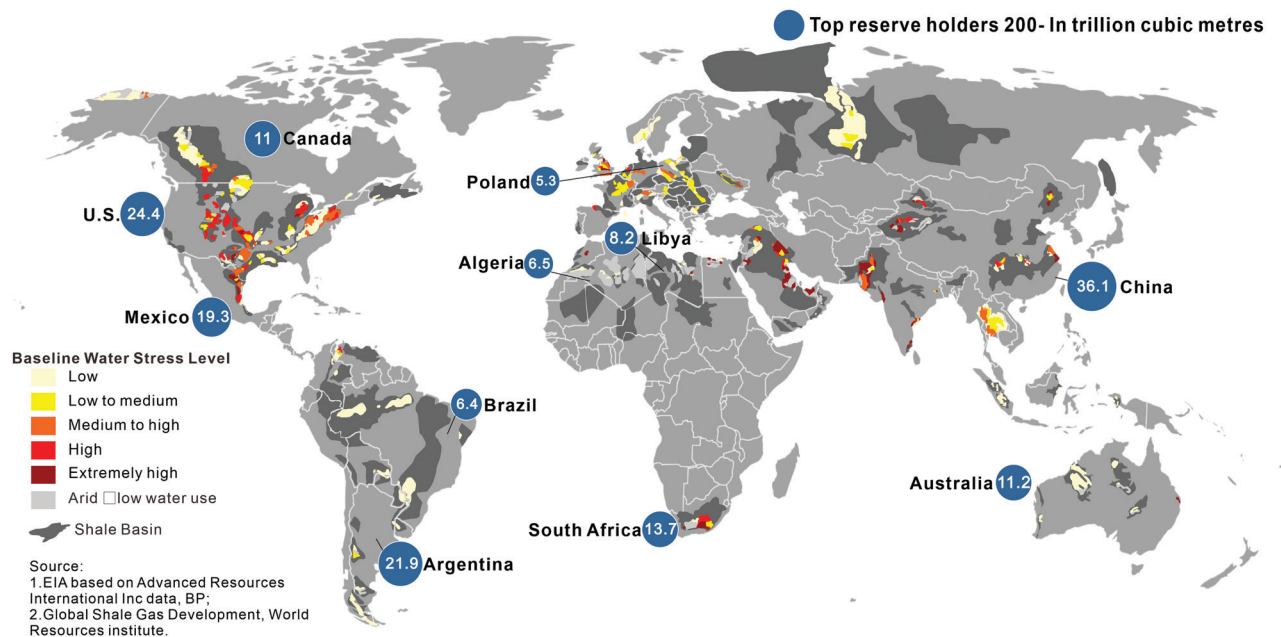 Top reserve holders 200- In trillion cubic metres
11 Canada
Poland 5.3
U.S. 24.4
8.2 Libya
Algeria 6.5
36.1 China
Mexico 19.3
Baseline Water Stress Level
Low
Low to medium
Medium to high
High
Extremely high
Arid □low water use
Shale Basin
6.4 Brazil
Australia 11.2
South Africa 13.7
21.9 Argentina
Source:
1.EIA based on Advanced Resources
International Inc data, BP;
2.Global Shale Gas Development, World
Resources institute.